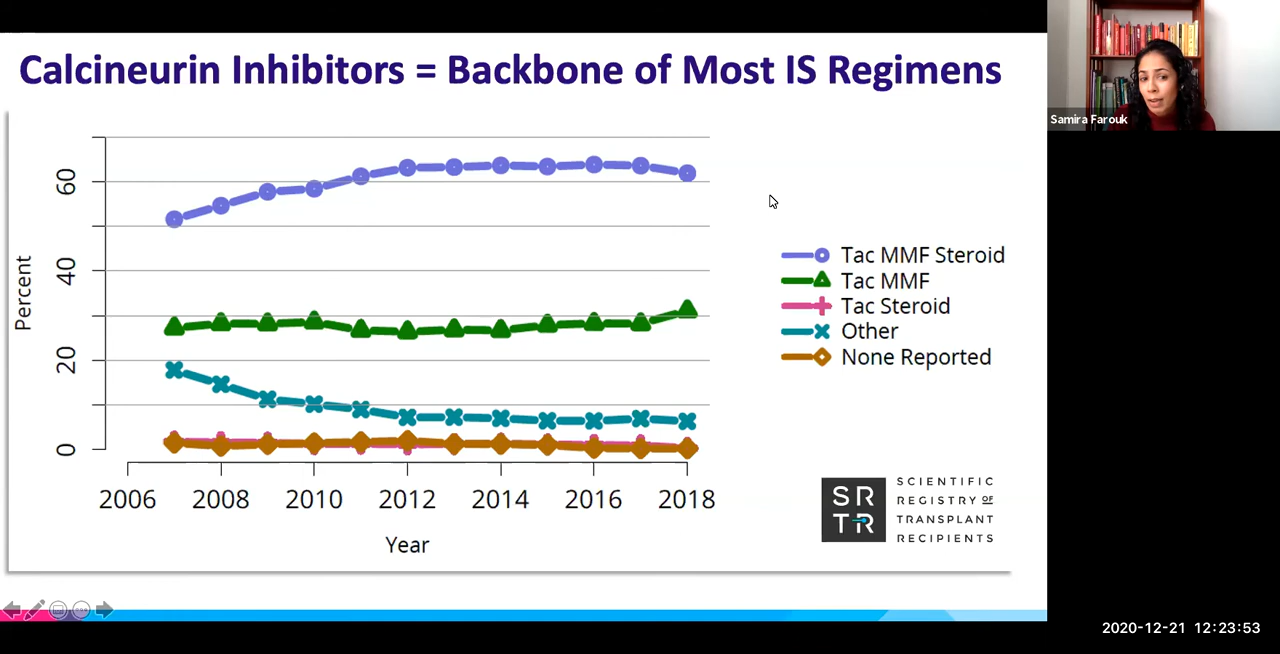 Calcineurin Inhibitors = Backbone of Most IS Regimens
Samira Farouk
Percent
60
40
20
0
2006 2008 2010 2012 2014 2016 2018
Year
Tac MMF Steroid
Tac MMF
Tac Steroid
Other
None Reported
SR
TR
SCIENTIFIC
REGISTRY OF
TRANSPLANT
RECIPIENTS
2020-12-21 12:23:53